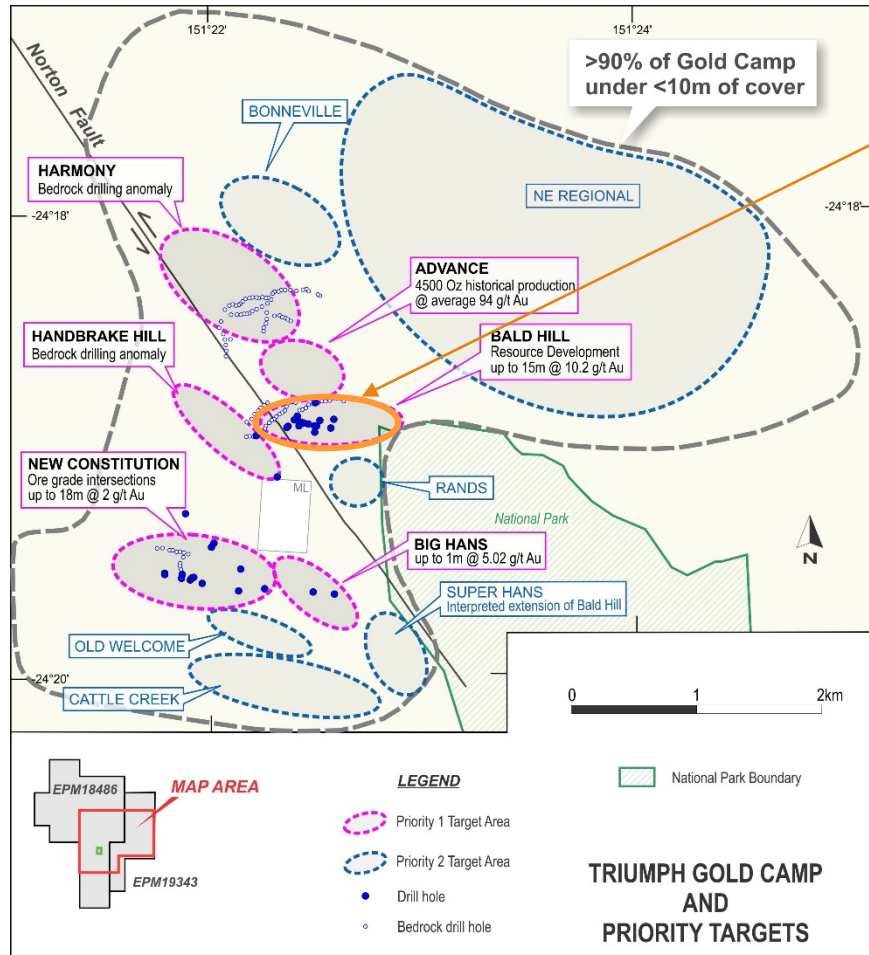 151°22'
151°24'
Norton Fault
>90% of Gold Camp
under <10m of cover
BONNEVILLE
HARMONY
Bedrock drilling anomaly
NE REGIONAL
-24°18'
-24°18'
ADVANCE
4500 Oz historical production
@ average 94 g/t Au
HANDBRAKE HILL
Bedrock drilling anomaly
BALD HILL
Resource Development
up to 15m @ 10.2 g/t Au
NEW CONSTITUTION
Ore grade intersections
up to 18m @ 2 g/t Au
ML
RANDS
National Park
BIG HANS
up to 1m @ 5.02 g/t Au
N
SUPER HANS
Interpreted extension of Bald Hill
OLD WELCOME
-24°20'
CATTLE CREEK
0 1 2km
EPM18486
MAP AREA
EPM19343
LEGEND
Priority 1 Target Area
Priority 2 Target Area
Drill hole
Bedrock drill hole
National Park Boundary
TRIUMPH GOLD CAMP
AND
PRIORITY TARGETS